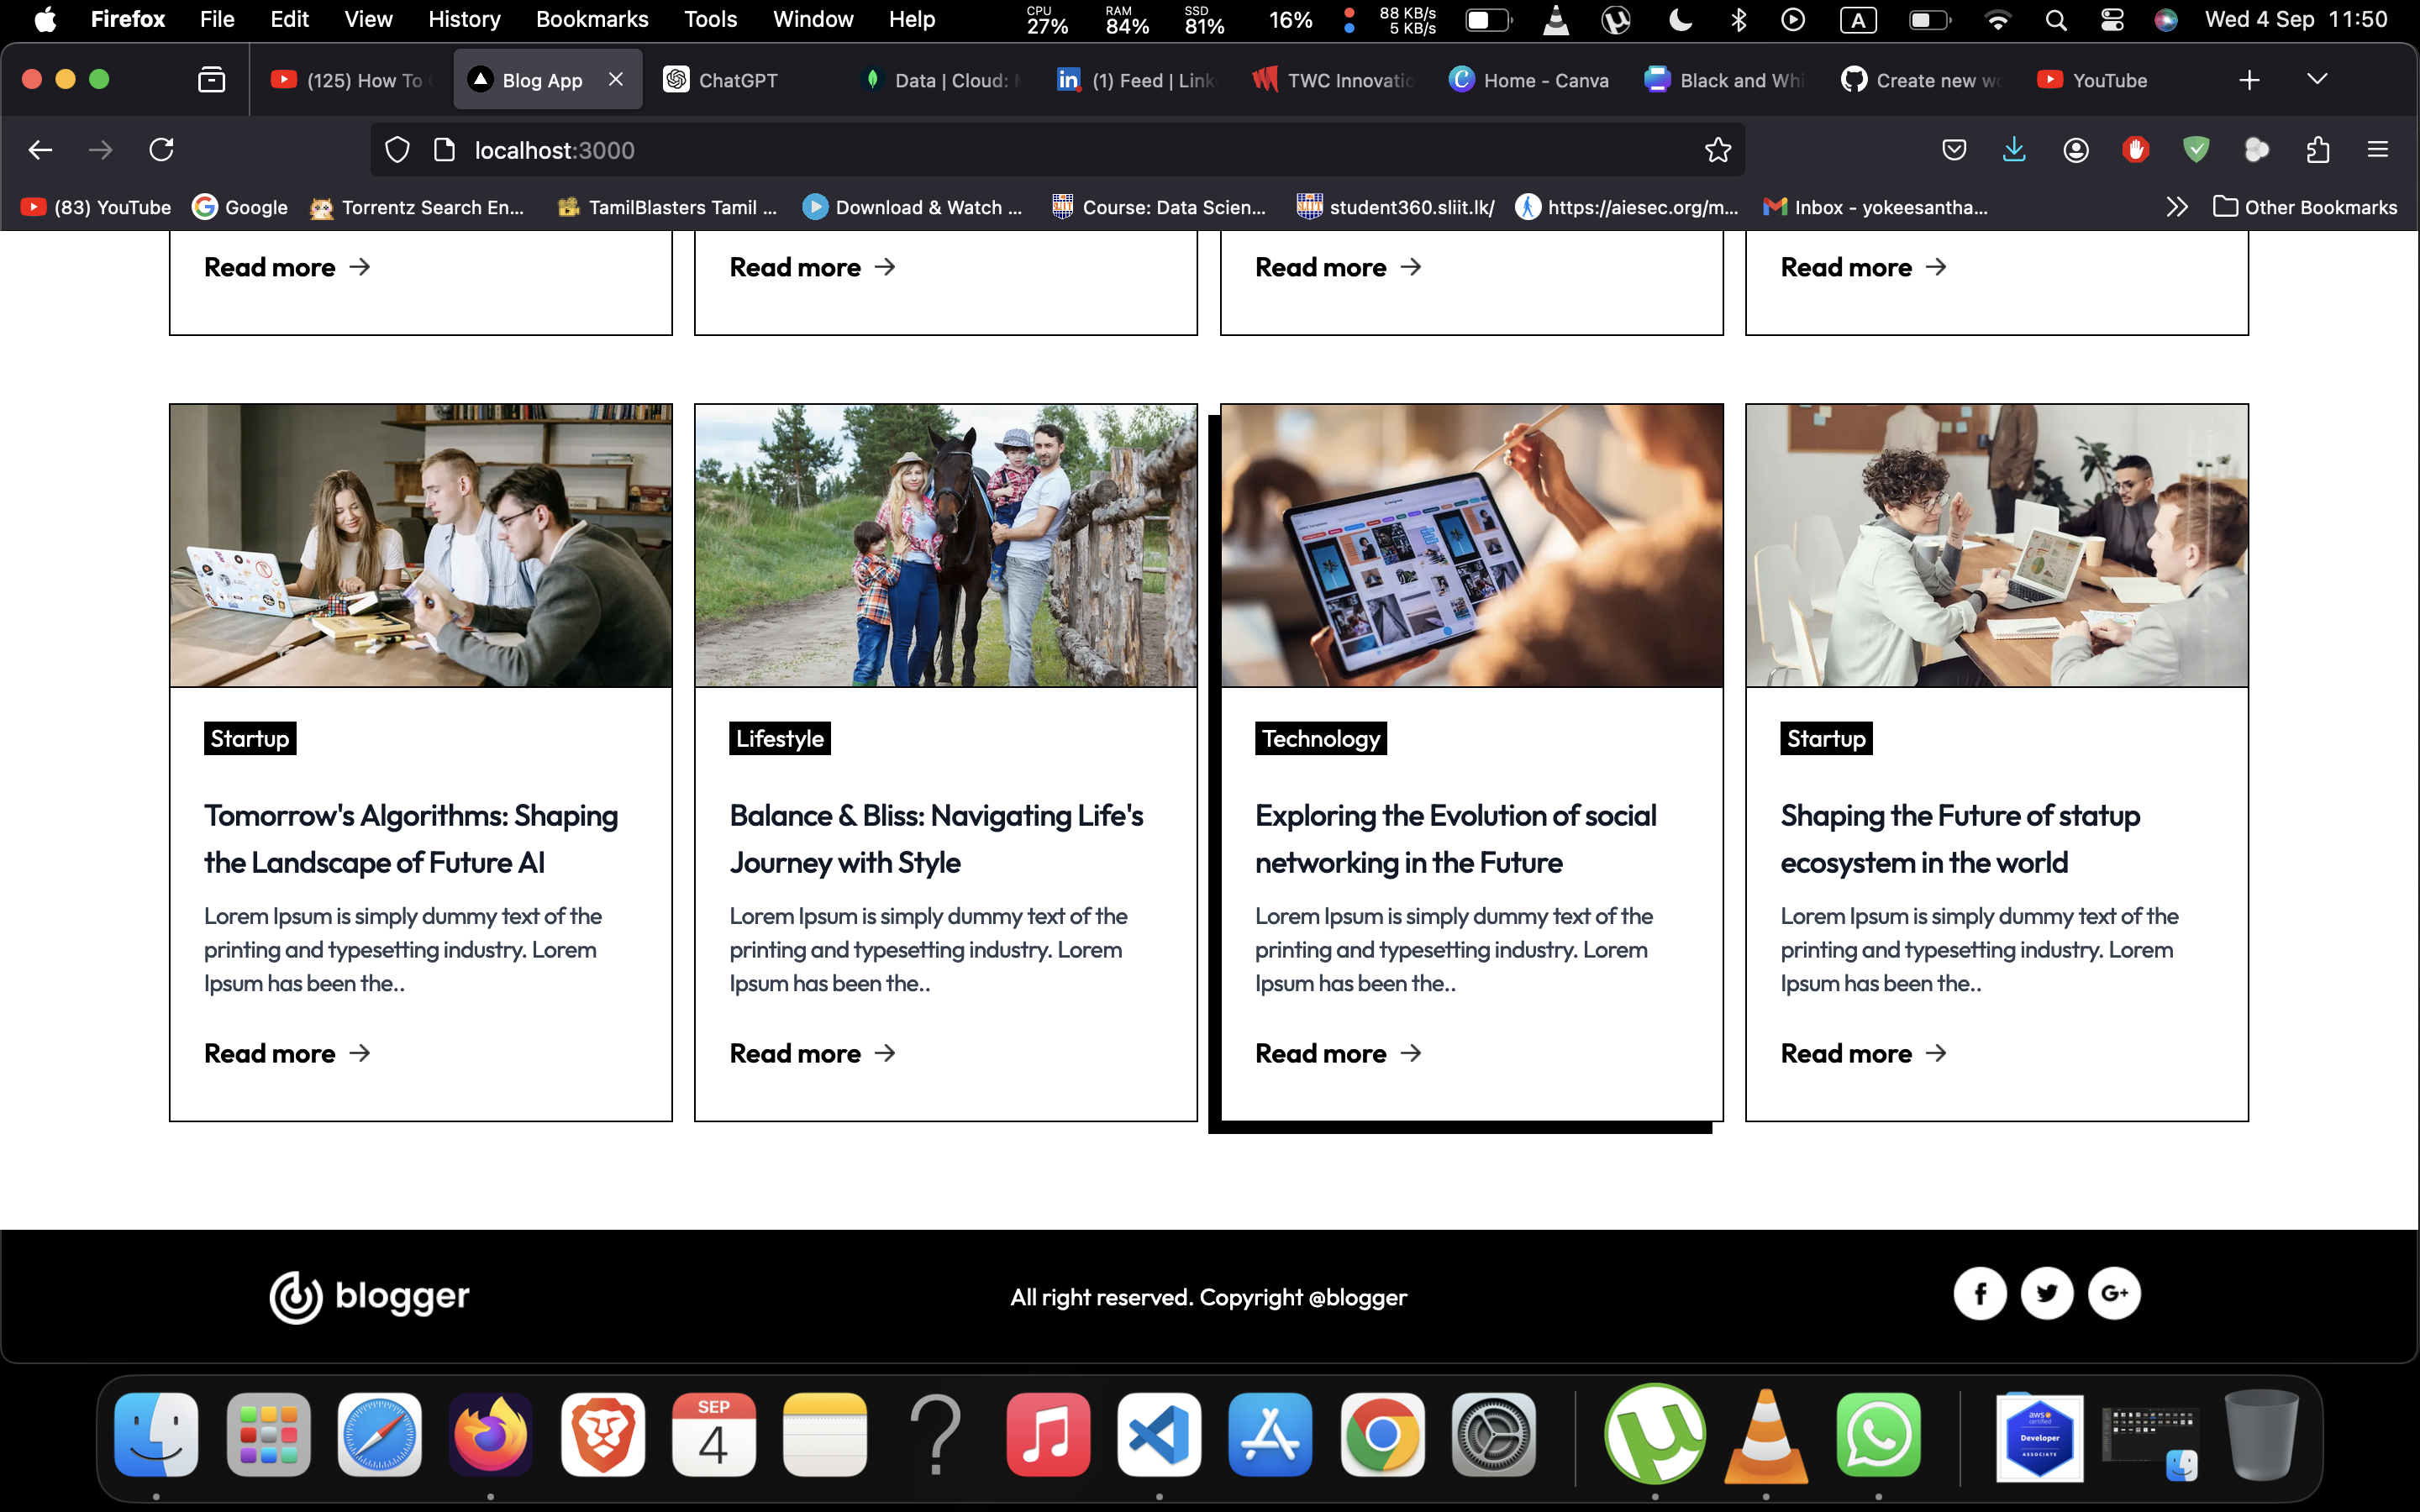 Firefox File Edit View History Bookmarks Tools Window Help CPU 27% RAM 84% SSD 81% 16% 88 KB/s 5 KB/s A Wed 4 Sep 11:50
(125) How To Blog App ChatGPT Data | Cloud: (1) Feed | Link TWC Innovatio Home - Canva Black and Whi Create new wo YouTube
localhost:3000
(83) YouTube Google Torrentz Search En... TamilBlasters Tamil ... Download & Watch ... Course: Data Scien... student360.sliit.lk/ https://aiesec.org/m... Inbox - yokeesantha... Other Bookmarks
Read more → Read more → Read more → Read more →
Startup
Tomorrow's Algorithms: Shaping
the Landscape of Future AI
Lorem Ipsum is simply dummy text of the
printing and typesetting industry. Lorem
Ipsum has been the..
Read more →
Lifestyle
Balance & Bliss: Navigating Life's
Journey with Style
Lorem Ipsum is simply dummy text of the
printing and typesetting industry. Lorem
Ipsum has been the..
Read more →
Technology
Exploring the Evolution of social
networking in the Future
Lorem Ipsum is simply dummy text of the
printing and typesetting industry. Lorem
Ipsum has been the..
Read more →
Startup
Shaping the Future of statup
ecosystem in the world
Lorem Ipsum is simply dummy text of the
printing and typesetting industry. Lorem
Ipsum has been the..
Read more →
blogger All right reserved. Copyright @blogger f G+
SEP
4
aws
certified
Developer
ASSOCIATE